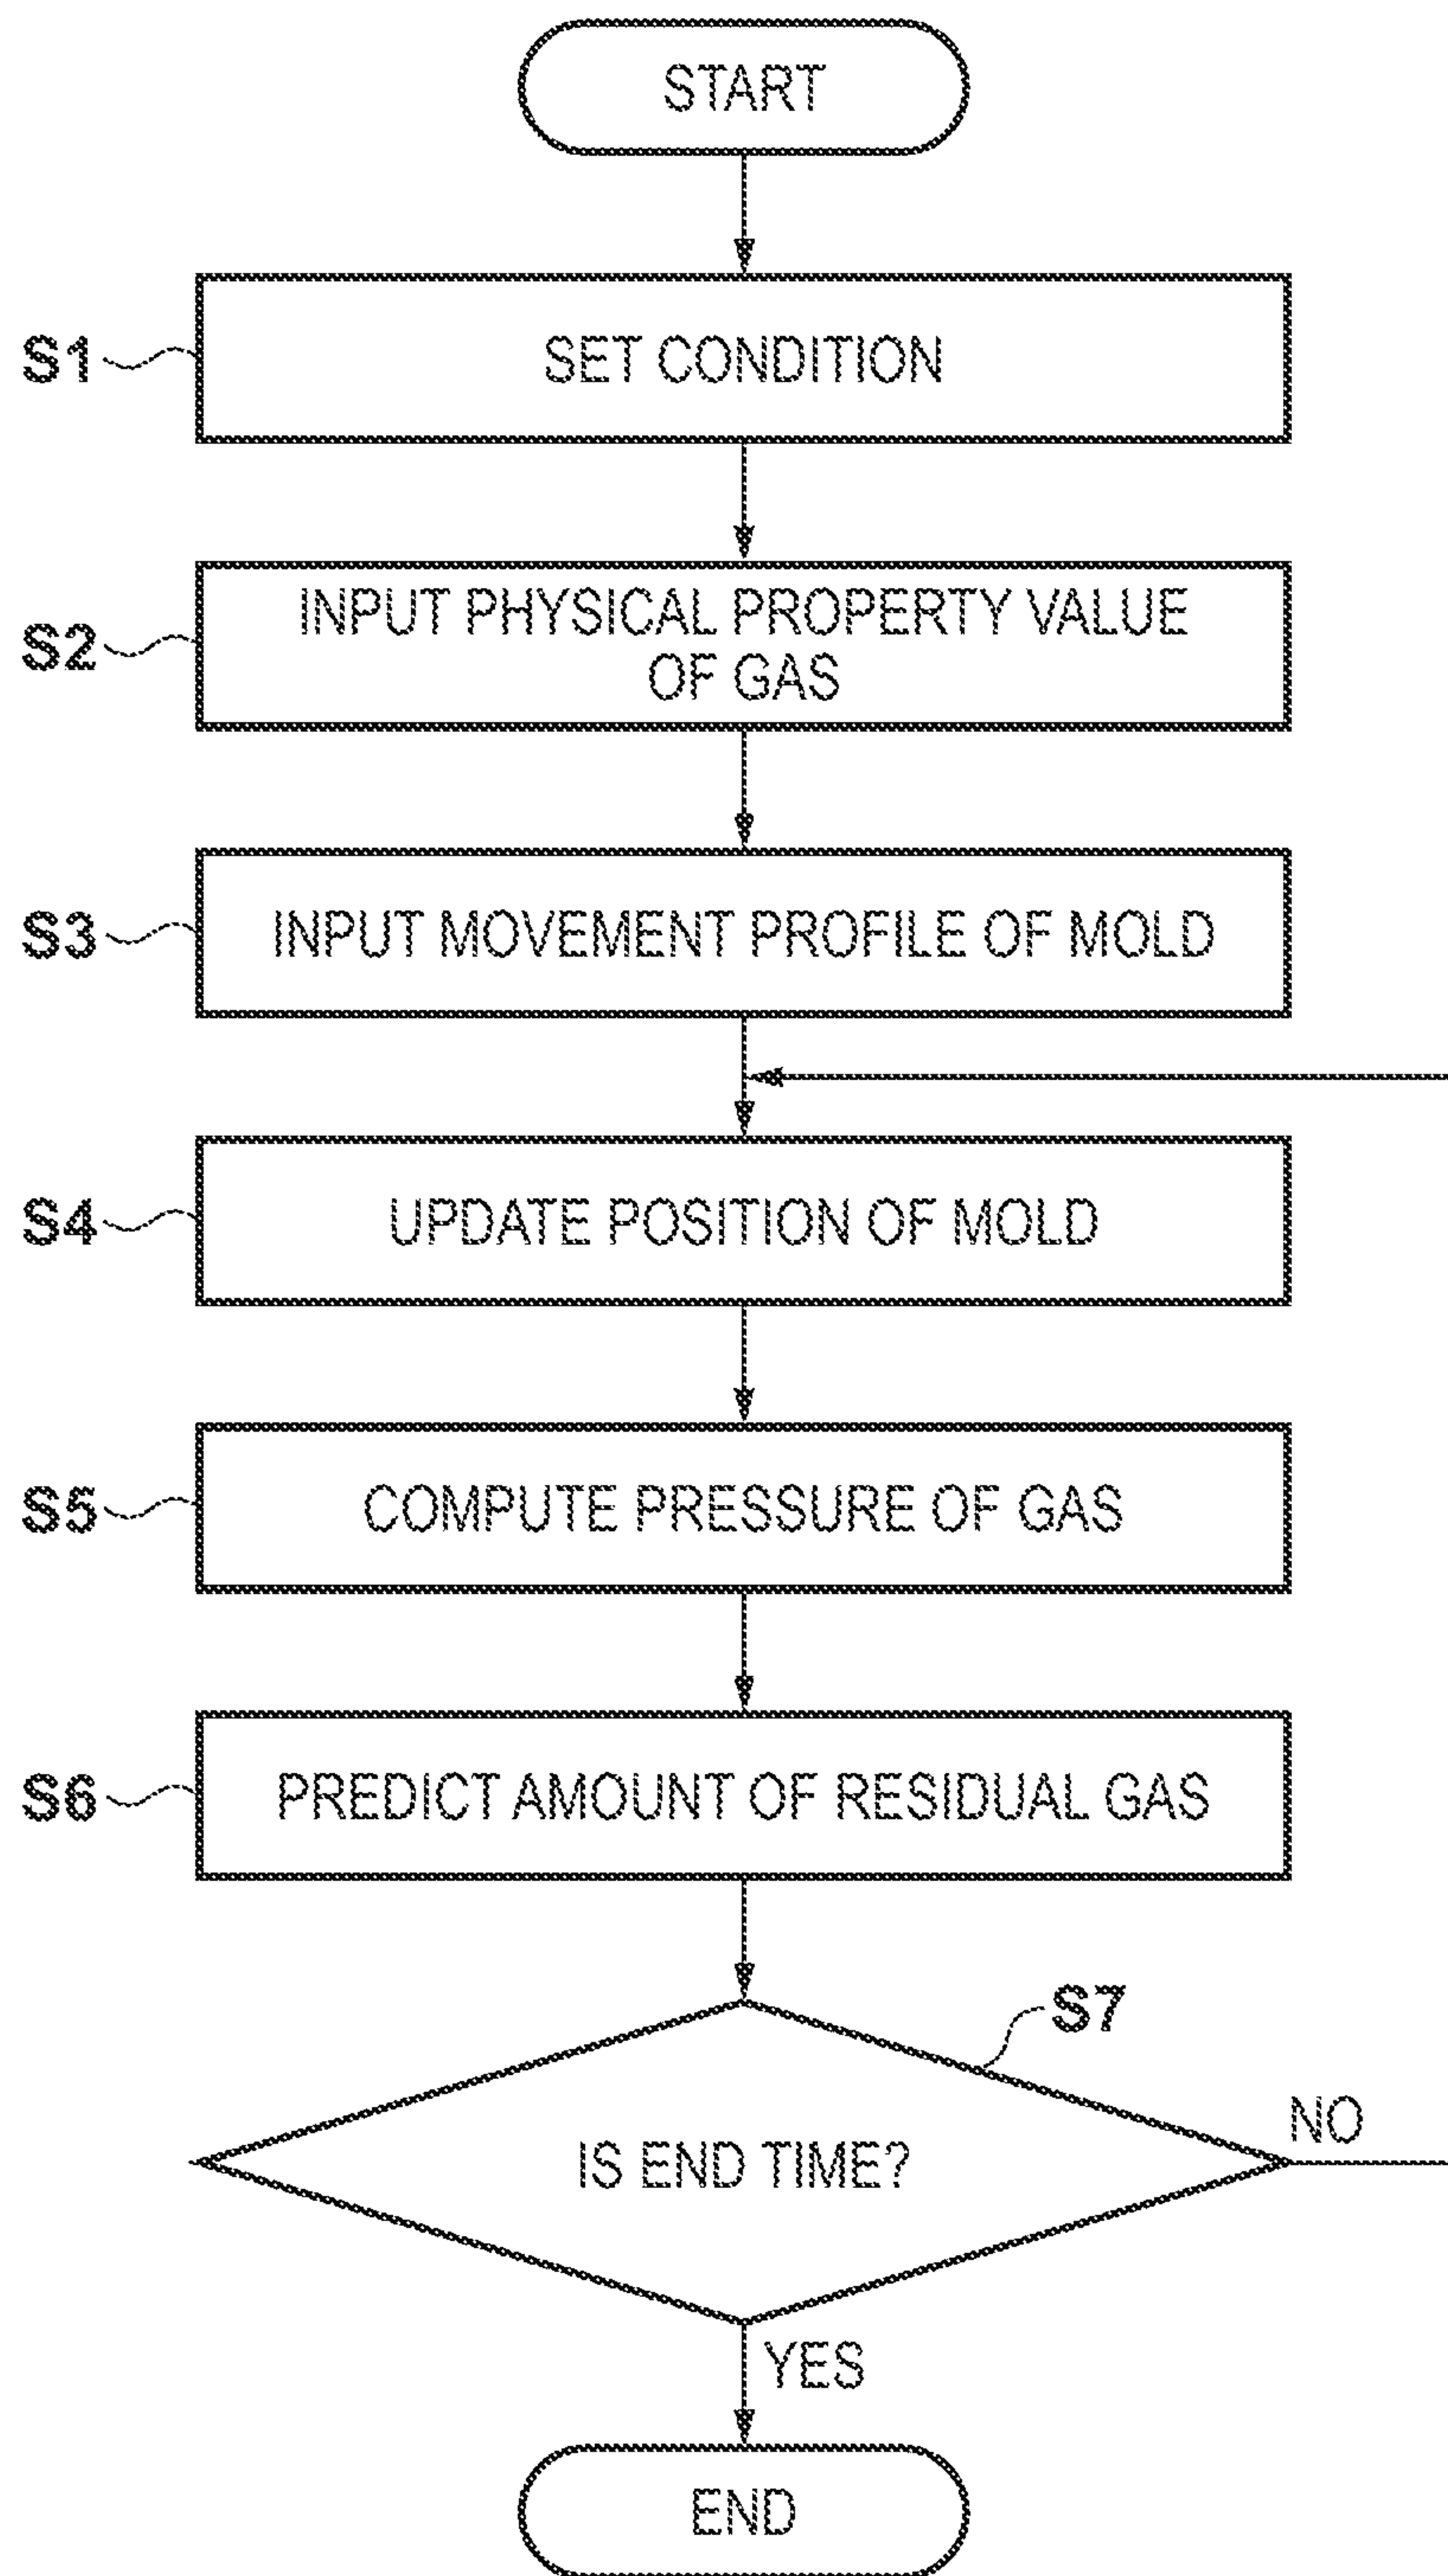 START
S1
SET CONDITION
S2
INPUT PHYSICAL PROPERTY VALUE
OF GAS
S3
INPUT MOVEMENT PROFILE OF MOLD
S4
UPDATE POSITION OF MOLD
S5
COMPUTE PRESSURE OF GAS
S6
PREDICT AMOUNT OF RESIDUAL GAS
S7
IS END TIME?
NO
YES
END